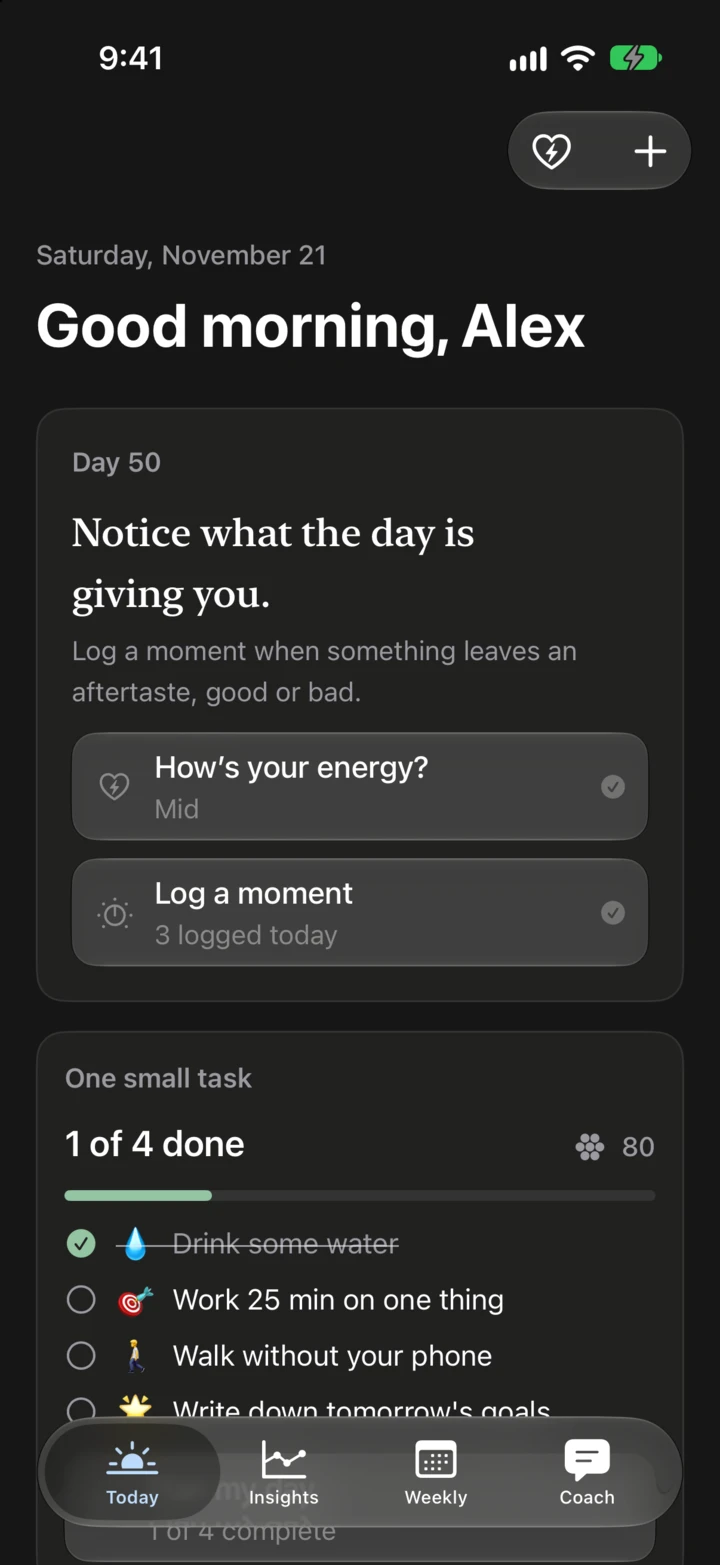 9:41
Saturday, November 21
Good morning, Alex
Day 50
Notice what the day is
giving you.
Log a moment when something leaves an
aftertaste, good or bad.
How’s your energy?
Mid
Log a moment
3 logged today
One small task
1 of 4 done
80
Drink some water
Work 25 min on one thing
Walk without your phone
Write down tomorrow's goals
Today
Insights
Weekly
Coach
1 of 4 complete